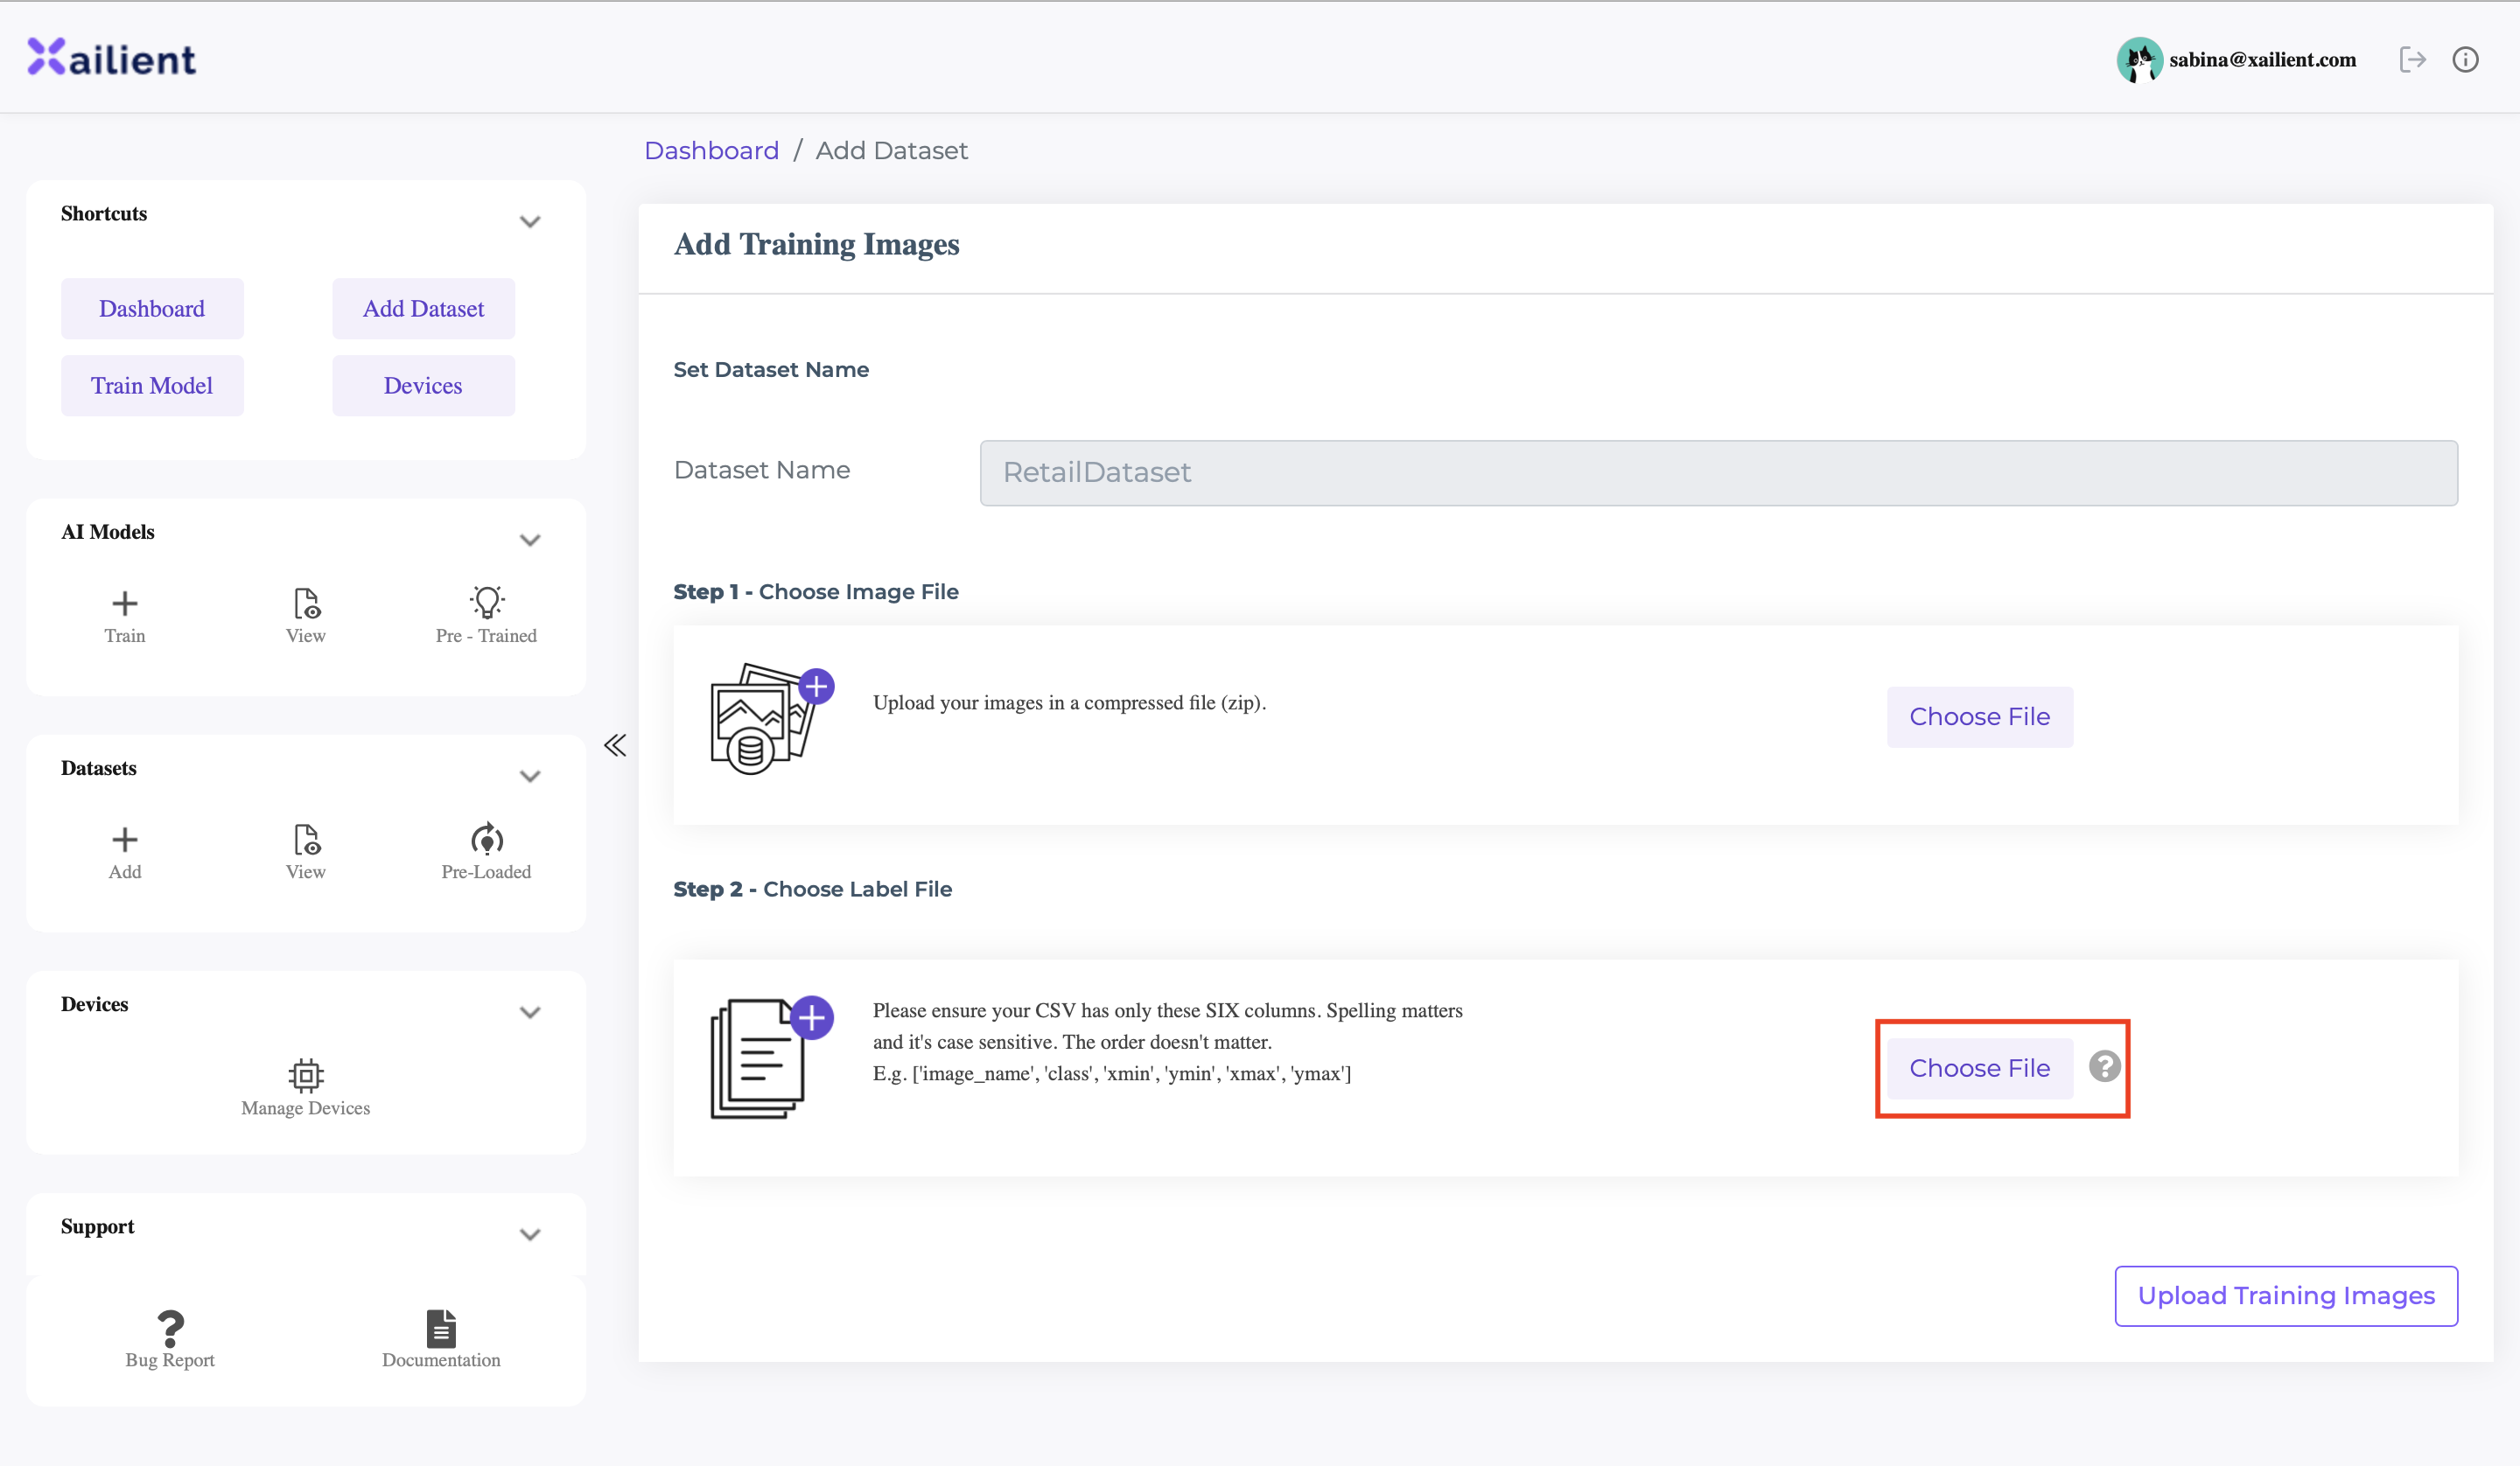 Xailient
sabina@xailient.com
Dashboard / Add Dataset
Shortcuts
Dashboard
Add Dataset
Train Model
Devices
AI Models
Train
View
Pre - Trained
Datasets
Add
View
Pre-Loaded
Devices
Manage Devices
Support
Bug Report
Documentation
Add Training Images
Set Dataset Name
Dataset Name
RetailDataset
Step 1 - Choose Image File
Upload your images in a compressed file (zip).
Choose File
Step 2 - Choose Label File
Please ensure your CSV has only these SIX columns. Spelling matters
and it's case sensitive. The order doesn't matter.
E.g. ['image_name', 'class', 'xmin', 'ymin', 'xmax', 'ymax']
Choose File
Upload Training Images